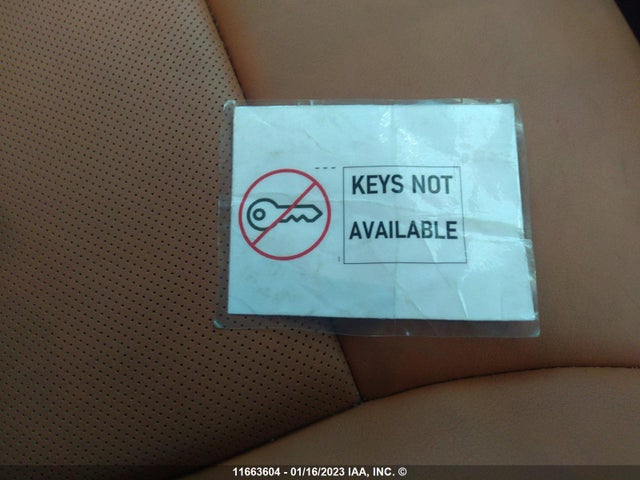 KEYS NOT
AVAILABLE
11663604 - 01/16/2023 IAA, INC. ©